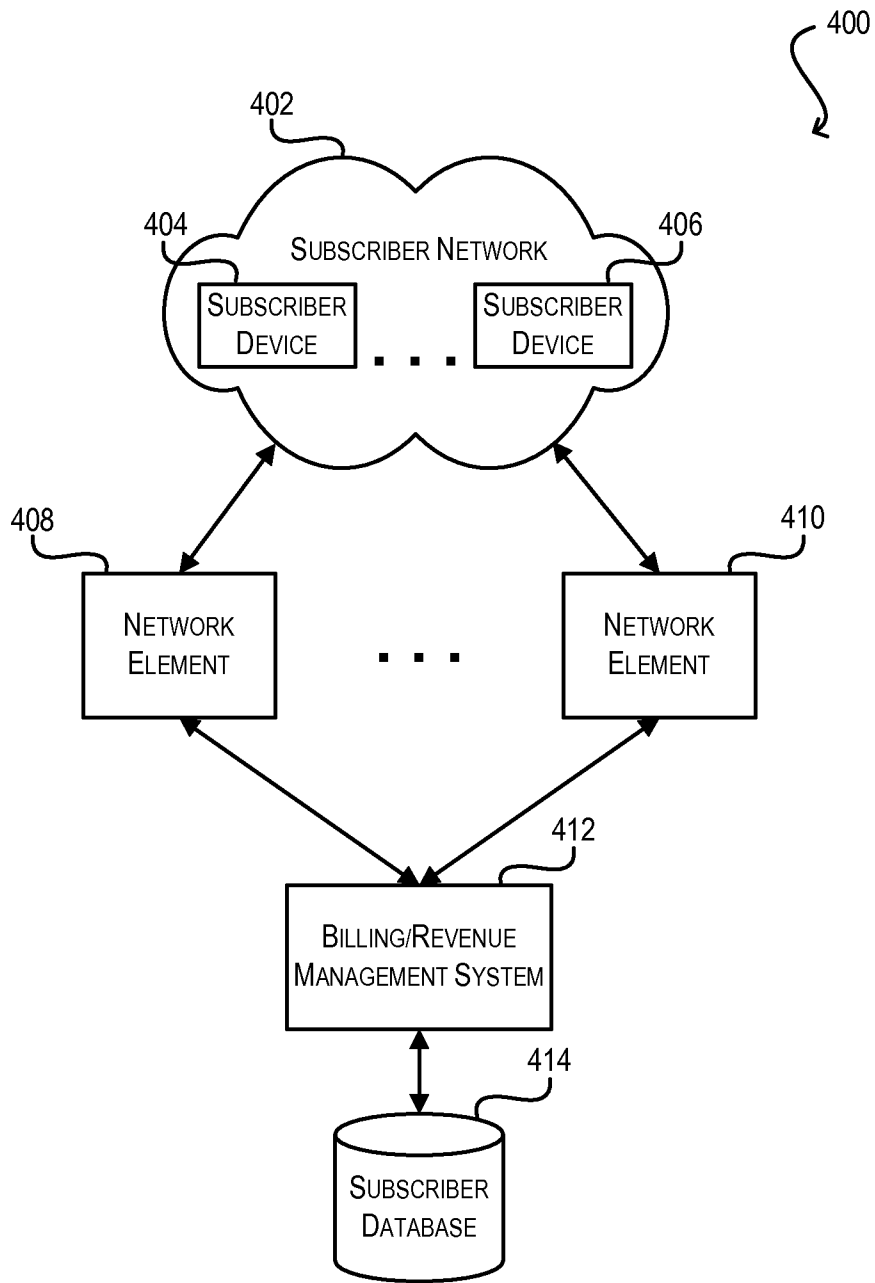 400
402
404
406
SUBSCRIBER NETWORK
SUBSCRIBER
DEVICE
. . .
SUBSCRIBER
DEVICE
408
410
NETWORK
ELEMENT
. . .
NETWORK
ELEMENT
412
BILLING/REVENUE
MANAGEMENT SYSTEM
414
SUBSCRIBER
DATABASE